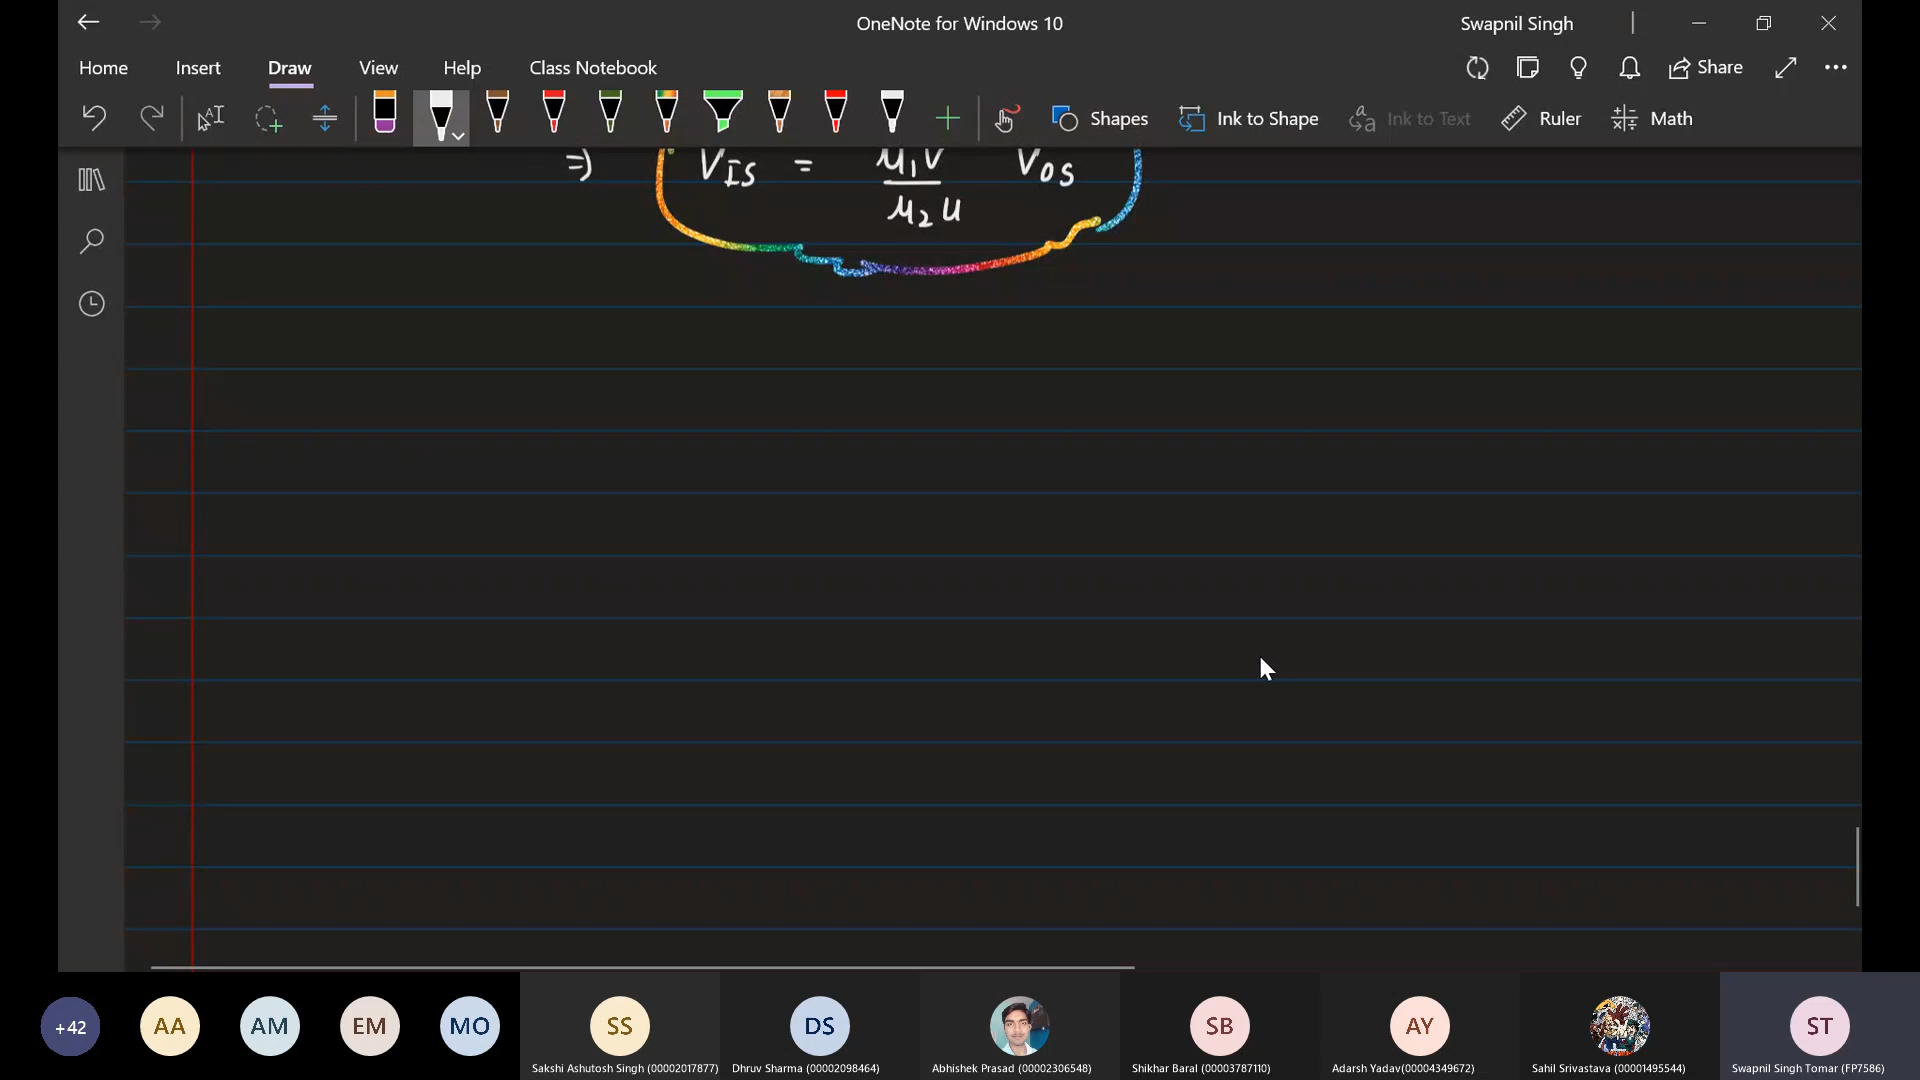 OneNote for Windows 10
Swapnil Singh
Home Insert Draw View Help Class Notebook
Share
Shapes Ink to Shape Ink to Text Ruler Math
=) V_IS = μ₁v/μ₂u V_OS
+42 AA AM EM MO SS DS SB AY ST
Sakshi Ashutosh Singh (00002017877) Dhruv Sharma (00002098464) Abhishek Prasad (00002306548) Shikhar Baral (00003787110) Adarsh Yadav(00004349672) Sahil Srivastava (00001495544) Swapnil Singh Tomar (FP7586)